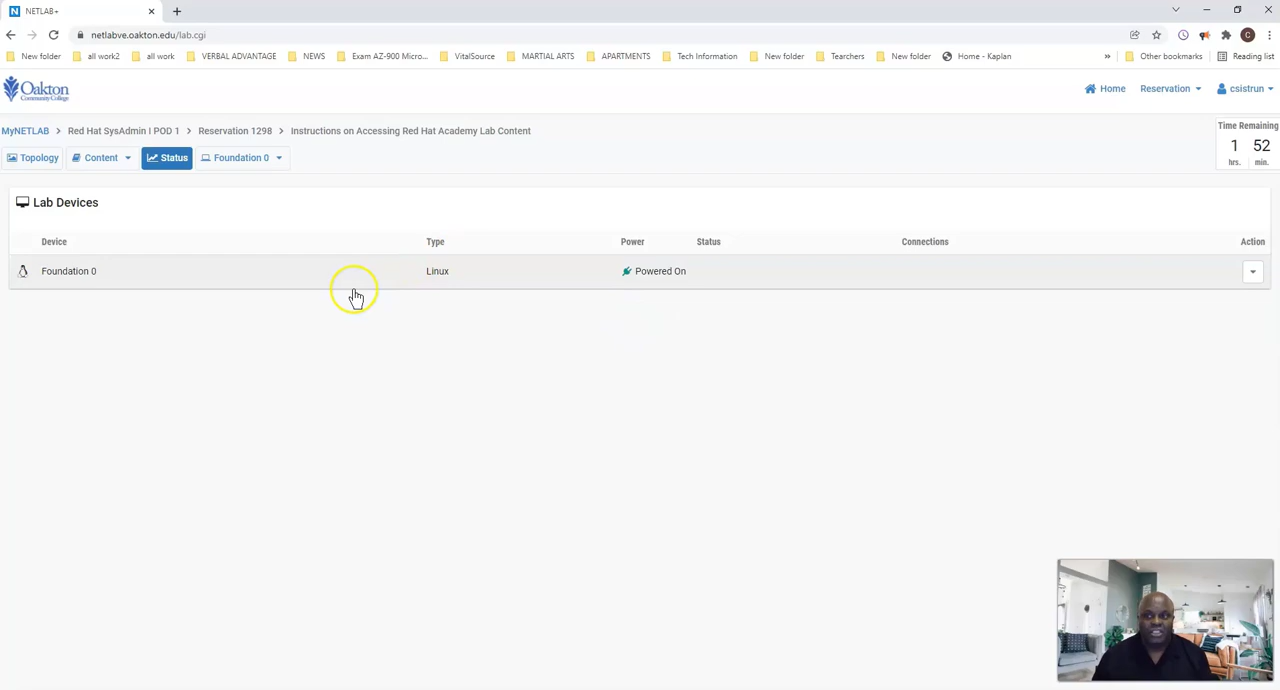 NETLAB+
netlabve.oakton.edu/lab.cgi
New folder all work2 all work VERBAL ADVANTAGE NEWS Exam AZ-900 Micro... VitalSource MARTIAL ARTS APARTMENTS Tech Information New folder Tearchers New folder Home - Kaplan » Other bookmarks Reading list
Oakton
Community College
Home Reservation csistrun
MyNETLAB > Red Hat SysAdmin I POD 1 > Reservation 1298 > Instructions on Accessing Red Hat Academy Lab Content
Time Remaining
1 52
hrs. min.
Topology Content Status Foundation 0
Lab Devices
Device Type Power Status Connections Action
Foundation 0 Linux Powered On